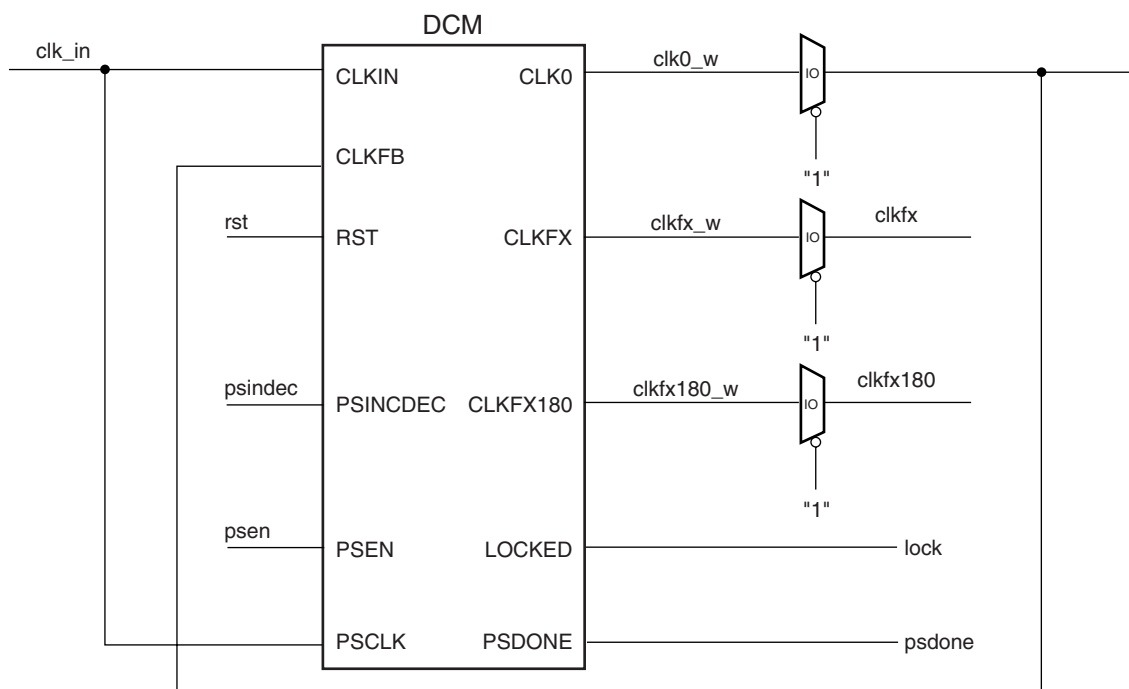 DCM
clk_in
CLKIN
CLK0
clk0_w
IO
"1"
CLKFB
rst
RST
CLKFX
clkfx_w
IO
clkfx
"1"
psindec
PSINCDEC
CLKFX180
clkfx180_w
IO
clkfx180
"1"
psen
PSEN
LOCKED
lock
PSCLK
PSDONE
psdone